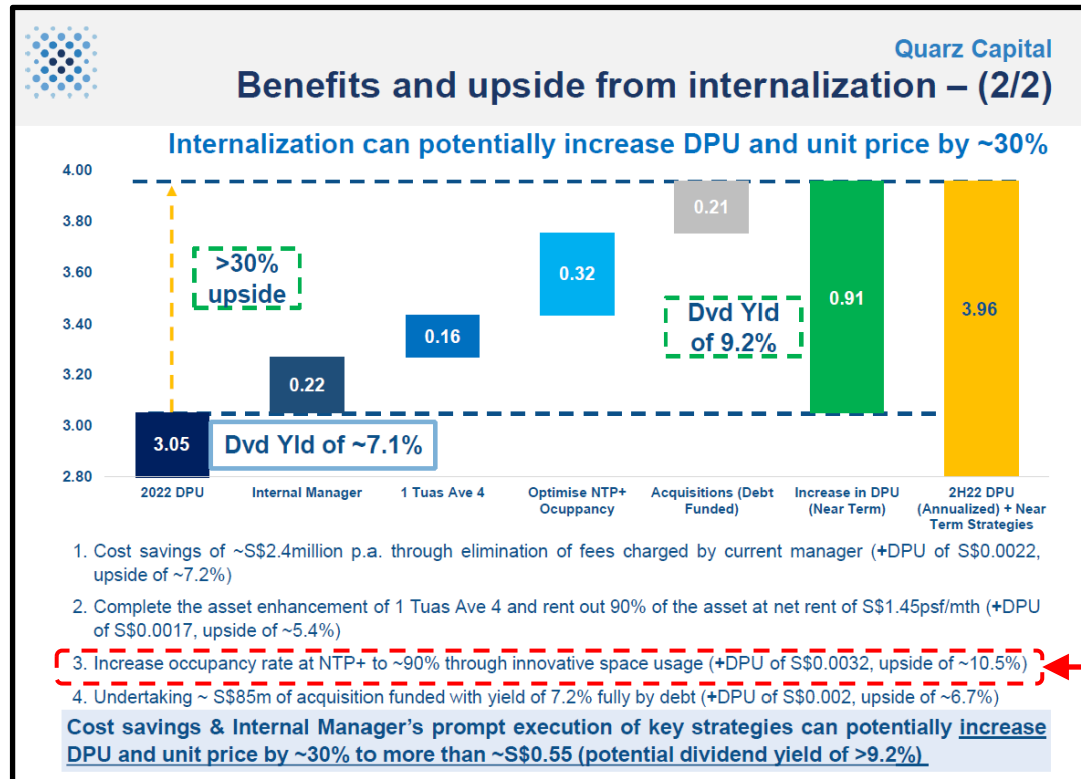 Quarz Capital
Benefits and upside from internalization – (2/2)
Internalization can potentially increase DPU and unit price by ~30%
4.00
3.80
3.60
3.40
3.20
3.00
2.80
>30%
upside
3.05
Dvd Yld of ~7.1%
0.22
0.16
0.32
0.21
Dvd Yld
of 9.2%
0.91
3.96
2022 DPU
Internal Manager
1 Tuas Ave 4
Optimise NTP+
Ocuppancy
Acquisitions (Debt
Funded)
Increase in DPU
(Near Term)
2H22 DPU
(Annualized) + Near
Term Strategies
1. Cost savings of ~S$2.4million p.a. through elimination of fees charged by current manager (+DPU of S$0.0022,
upside of ~7.2%)
2. Complete the asset enhancement of 1 Tuas Ave 4 and rent out 90% of the asset at net rent of S$1.45psf/mth (+DPU
of S$0.0017, upside of ~5.4%)
3. Increase occupancy rate at NTP+ to ~90% through innovative space usage (+DPU of S$0.0032, upside of ~10.5%)
4. Undertaking ~ S$85m of acquisition funded with yield of 7.2% fully by debt (+DPU of S$0.002, upside of ~6.7%)
Cost savings & Internal Manager's prompt execution of key strategies can potentially increase
DPU and unit price by ~30% to more than ~S$0.55 (potential dividend yield of >9.2%)